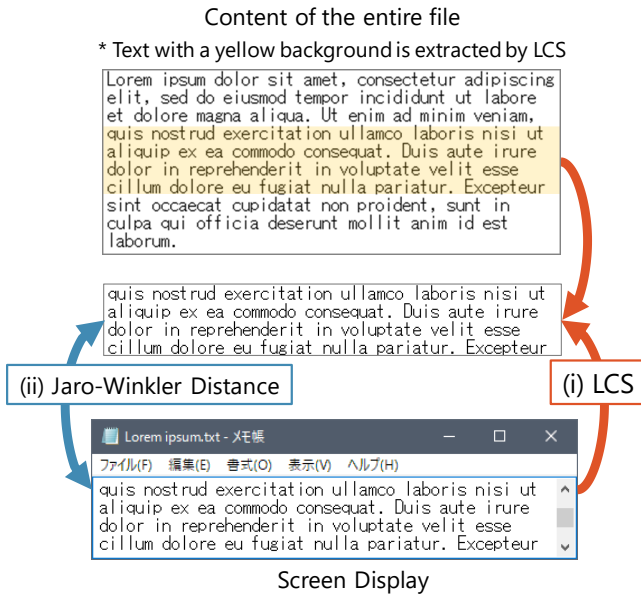 Content of the entire file
* Text with a yellow background is extracted by LCS
Lorem ipsum dolor sit amet, consectetur adipiscing
elit, sed do eiusmod tempor incididunt ut labore
et dolore magna aliqua. Ut enim ad minim veniam,
quis nostrud exercitation ullamco laboris nisi ut
aliquip ex ea commodo consequat. Duis aute irure
dolor in reprehenderit in voluptate velit esse
cillum dolore eu fugiat nulla pariatur. Excepteur
sint occaecat cupidatat non proident, sunt in
culpa qui officia deserunt mollit anim id est
laborum.
quis nostrud exercitation ullamco laboris nisi ut
aliquip ex ea commodo consequat. Duis aute irure
dolor in reprehenderit in voluptate velit esse
cillum dolore eu fugiat nulla pariatur. Excepteur
(ii) Jaro-Winkler Distance
(i) LCS
Lorem ipsum.txt - メモ帳
ファイル(F) 編集(E) 書式(O) 表示(V) ヘルプ(H)
quis nostrud exercitation ullamco laboris nisi ut
aliquip ex ea commodo consequat. Duis aute irure
dolor in reprehenderit in voluptate velit esse
cillum dolore eu fugiat nulla pariatur. Excepteur
Screen Display